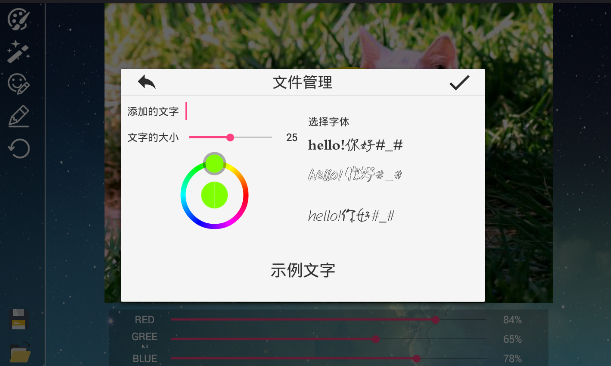 文件管理
添加的文字
文字的大小 25
选择字体
hello!你好#_#
hello!你好#_#
hello!你好#_#
示例文字
RED 84%
GREE
N 65%
BLUE 78%